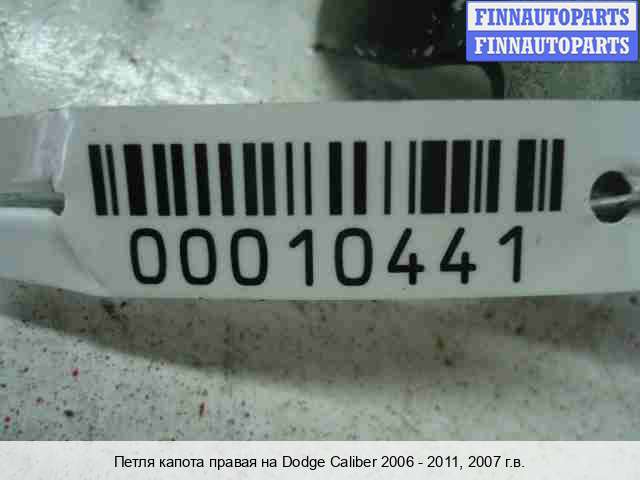 FINNAUTOPARTS
FINNAUTOPARTS
00010441
Петля капота правая на Dodge Caliber 2006 - 2011, 2007 г.в.